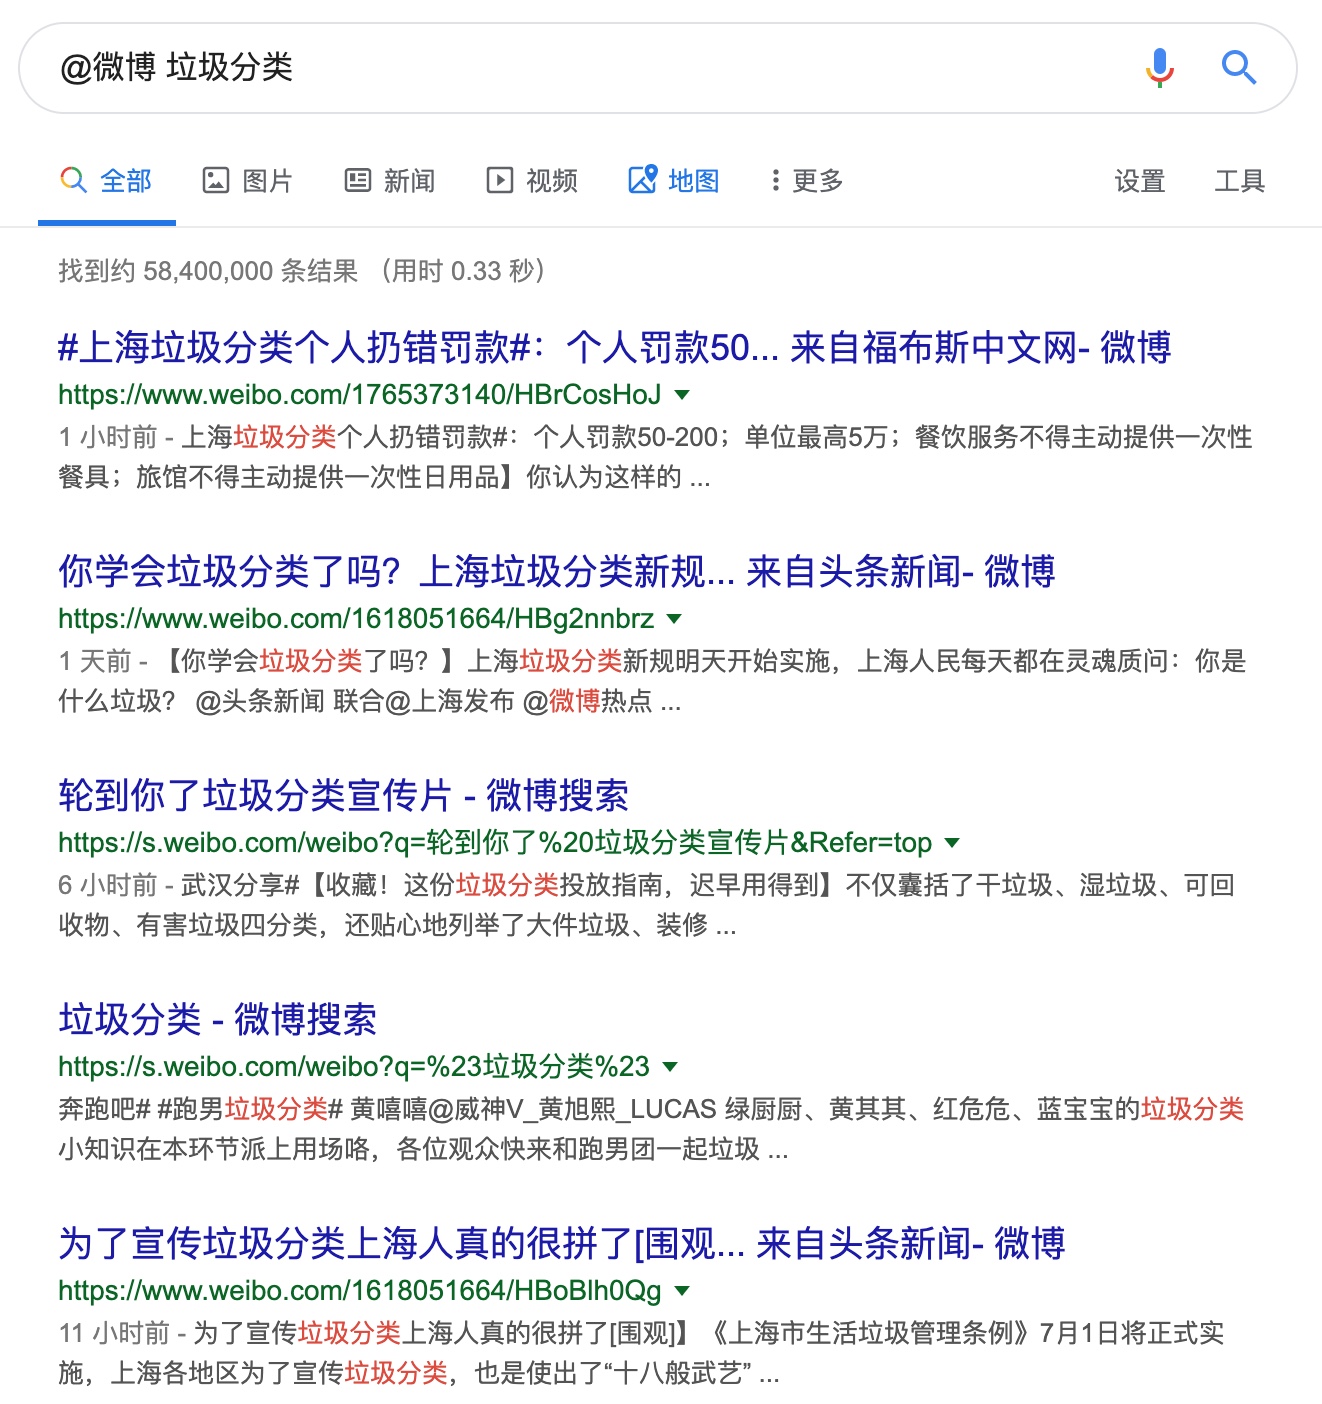 @微博 垃圾分类
全部 图片 新闻 视频 地图 更多 设置 工具
找到约 58,400,000 条结果 （用时 0.33 秒）
#上海垃圾分类个人扔错罚款#：个人罚款50... 来自福布斯中文网- 微博
https://www.weibo.com/1765373140/HBrCosHoJ
1 小时前 - 上海垃圾分类个人扔错罚款#：个人罚款50-200；单位最高5万；餐饮服务不得主动提供一次性
餐具；旅馆不得主动提供一次性日用品】你认为这样的 ...
你学会垃圾分类了吗？上海垃圾分类新规... 来自头条新闻- 微博
https://www.weibo.com/1618051664/HBg2nnbrz
1 天前 - 【你学会垃圾分类了吗？】上海垃圾分类新规明天开始实施，上海人民每天都在灵魂质问：你是
什么垃圾？ @头条新闻 联合@上海发布 @微博热点 ...
轮到你了垃圾分类宣传片 - 微博搜索
https://s.weibo.com/weibo?q=轮到你了%20垃圾分类宣传片&Refer=top
6 小时前 - 武汉分享#【收藏！这份垃圾分类投放指南，迟早用得到】不仅囊括了干垃圾、湿垃圾、可回
收物、有害垃圾四分类，还贴心地列举了大件垃圾、装修 ...
垃圾分类 - 微博搜索
https://s.weibo.com/weibo?q=%23垃圾分类%23
奔跑吧# #跑男垃圾分类# 黄嘻嘻@威神V_黄旭熙_LUCAS 绿厨厨、黄其其、红危危、蓝宝宝的垃圾分类
小知识在本环节派上用场咯，各位观众快来和跑男团一起垃圾 ...
为了宣传垃圾分类上海人真的很拼了[围观... 来自头条新闻- 微博
https://www.weibo.com/1618051664/HBoBlh0Qg
11 小时前 - 为了宣传垃圾分类上海人真的很拼了[围观]】《上海市生活垃圾管理条例》7月1日将正式实
施，上海各地区为了宣传垃圾分类，也是使出了“十八般武艺” ...